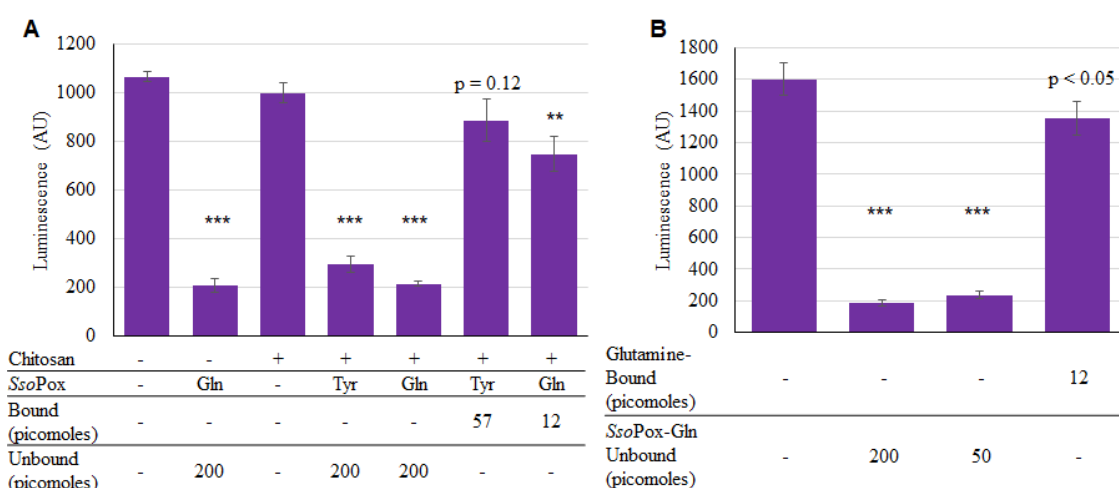 A
1200
1000
800
600
400
200
0
Luminescence (AU)
***
***
***
p = 0.12
**
Chitosan - - + + + + +
SsoPox - Gln - Tyr Gln Tyr Gln
Bound
(picomoles) - - - - - 57 12
Unbound
(picomoles) - 200 - 200 200 - -
B
1800
1600
1400
1200
1000
800
600
400
200
0
Luminescence (AU)
***
***
p < 0.05
Glutamine-
Bound
(picomoles) - - - 12
SsoPox-Gln
Unbound
(picomoles) - 200 50 -